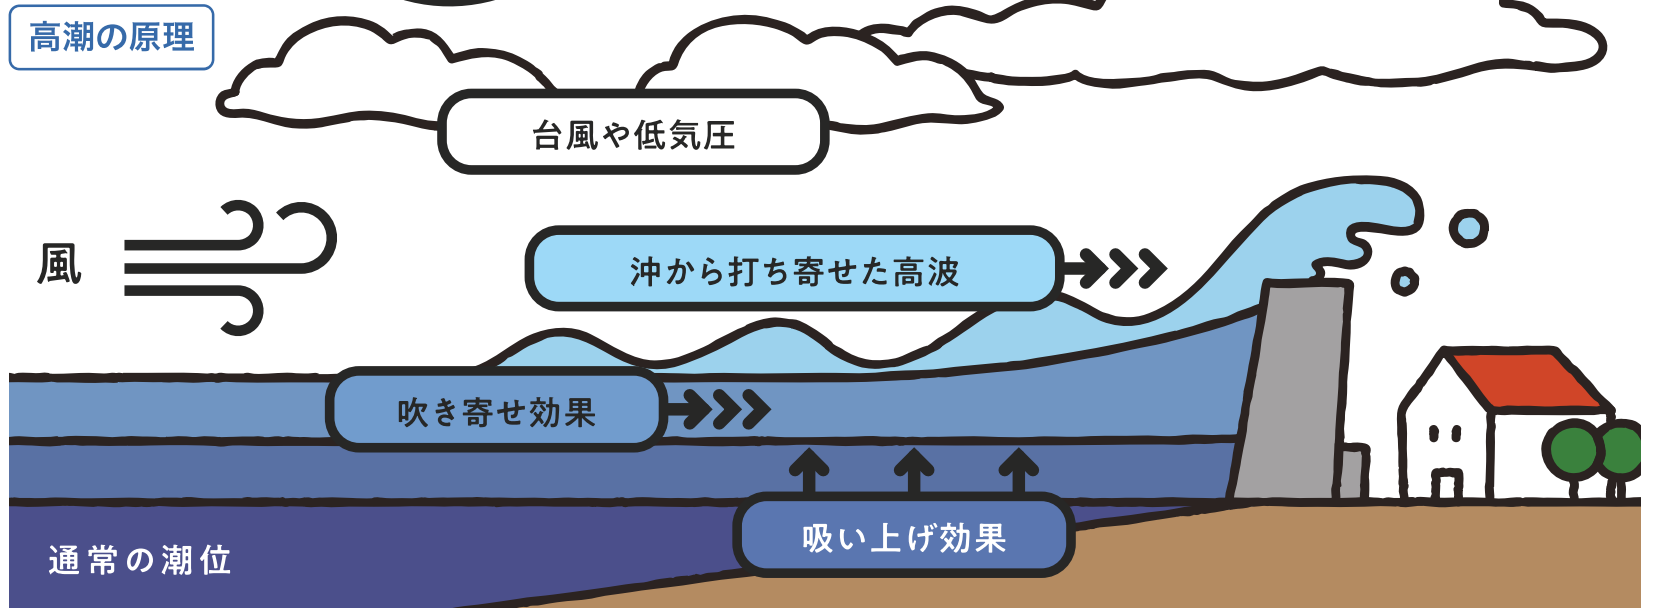 高潮の原理
台風や低気圧
風
沖から打ち寄せた高波
吹き寄せ効果
吸い上げ効果
通常の潮位